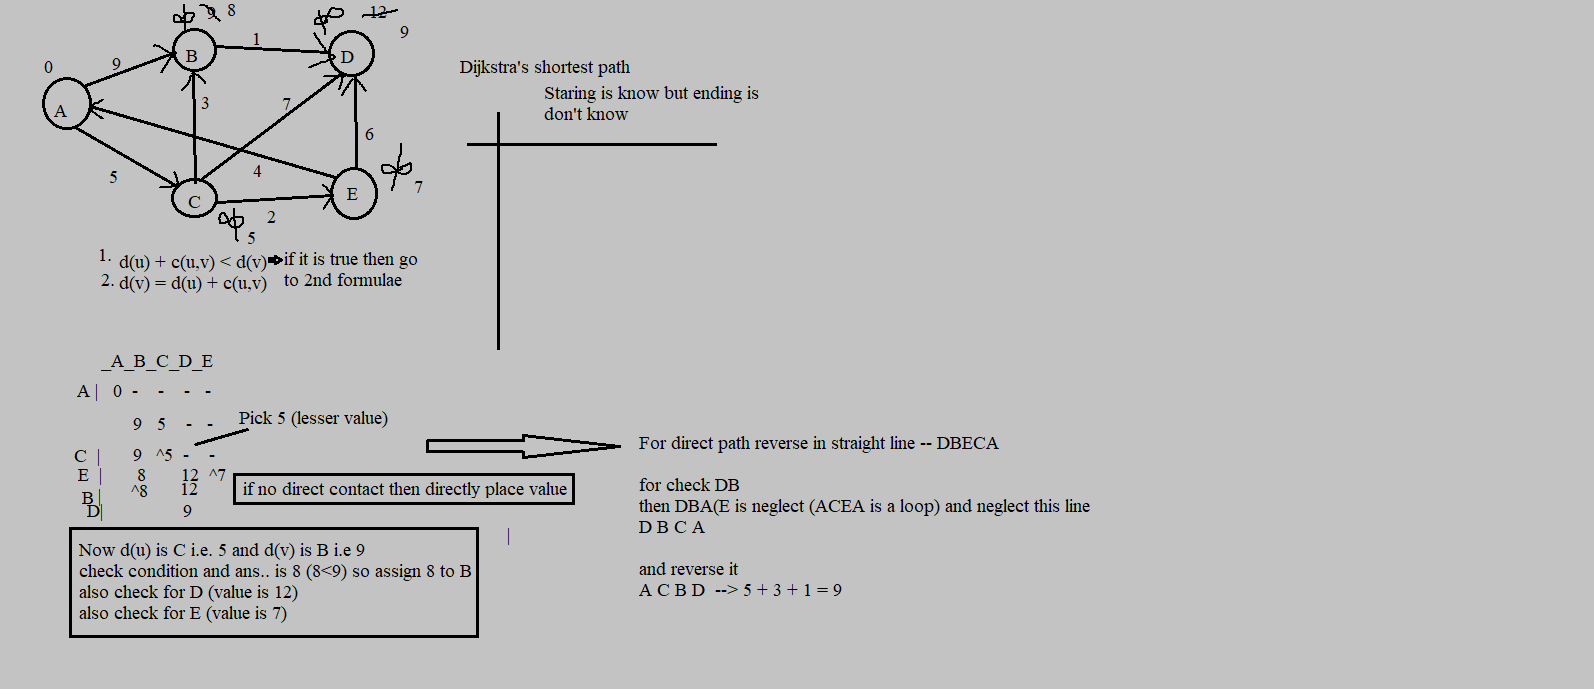 9 8
12
9
1
B
D
0
9
Dijkstra's shortest path
Staring is know but ending is
don't know
A
3
7
6
5
4
7
C
E
2
5
1. d(u) + c(u,v) < d(v) if it is true then go
2. d(v) = d(u) + c(u,v) to 2nd formulae
_A_B_C_D_E
A | 0 - - - -
9 5 - - Pick 5 (lesser value)
C | 9 ^5 - -
For direct path reverse in straight line -- DBECA
E | 8 12 ^7
B| ^8 12
if no direct contact then directly place value
D| 9
for check DB
then DBA(E is neglect (ACEA is a loop) and neglect this line
D B C A
|
Now d(u) is C i.e. 5 and d(v) is B i.e 9
check condition and ans.. is 8 (8<9) so assign 8 to B
also check for D (value is 12)
also check for E (value is 7)
and reverse it
A C B D --> 5 + 3 + 1 = 9